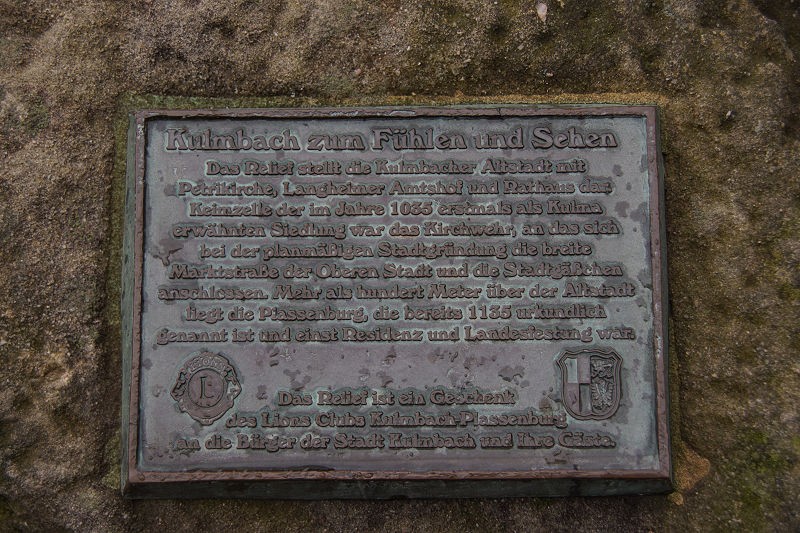 Kulmbach zum Fühlen und Sehen
Das Relief stellt die Kulmbacher Altstadt mit
Petrikirche, Langheimer Amtshof und Rathaus dar.
Keimzelle der im Jahre 1035 erstmals als Kulma
erwähnten Siedlung war das Kirchwehr, an das sich
bei der planmäßigen Stadtgründung die breite
Marktstraße der Oberen Stadt und die Stadtgäßchen
anschlossen. Mehr als hundert Meter über der Altstadt
liegt die Plassenburg, die bereits 1135 urkundlich
genannt ist und einst Residenz und Landesfestung war.
L
Das Relief ist ein Geschenk
des Lions Clubs Kulmbach-Plassenburg
an die Bürger der Stadt Kulmbach und Ihre Gäste.